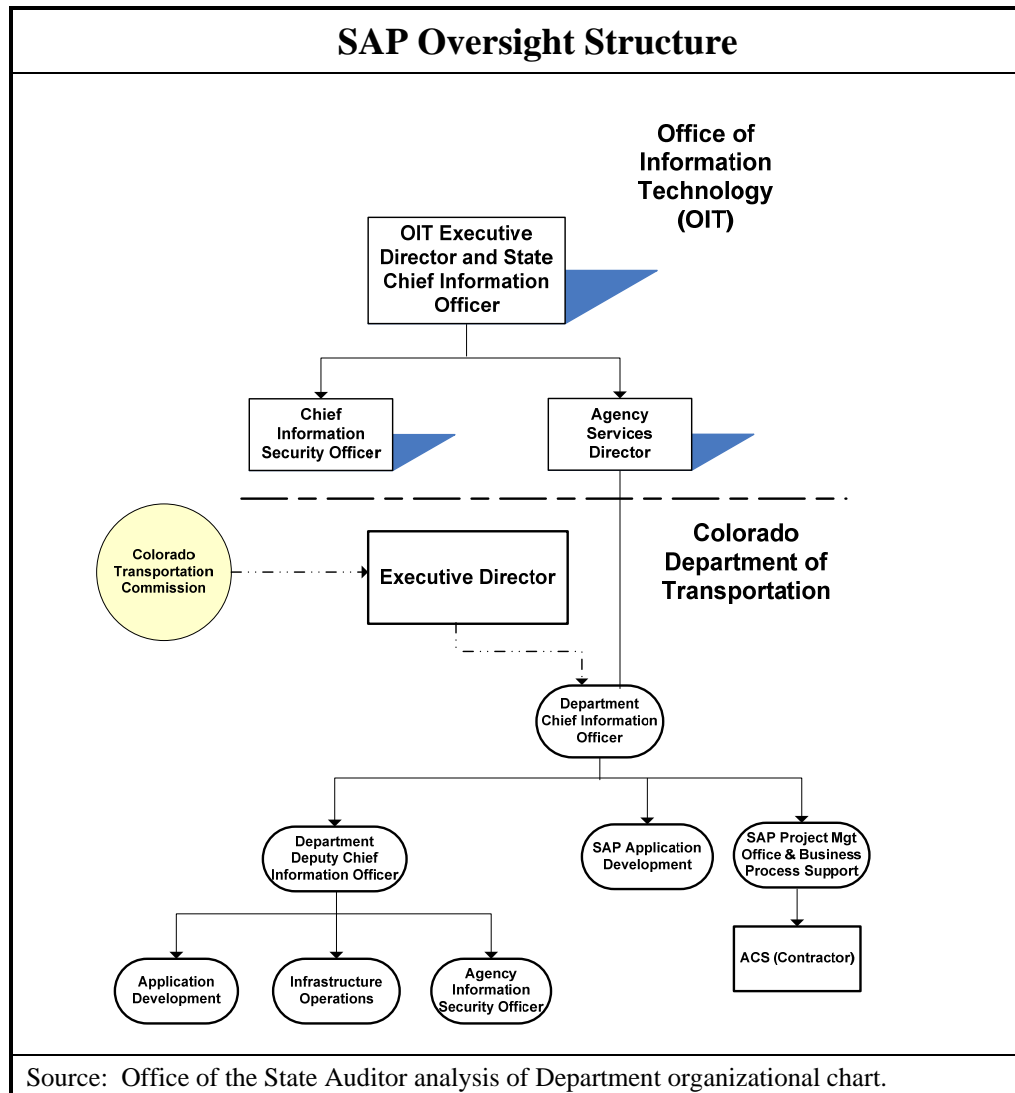 SAP Oversight Structure
Office of
Information
Technology
(OIT)
OIT Executive
Director and State
Chief Information
Officer
Chief
Information
Security Officer
Agency
Services
Director
Colorado
Transportation
Commission
Executive Director
Colorado
Department of
Transportation
Department
Chief Information
Officer
Department
Deputy Chief
Information Officer
SAP Application
Development
SAP Project Mgt
Office & Business
Process Support
Application
Development
Infrastructure
Operations
Agency
Information
Security Officer
ACS (Contractor)
Source: Office of the State Auditor analysis of Department organizational chart.